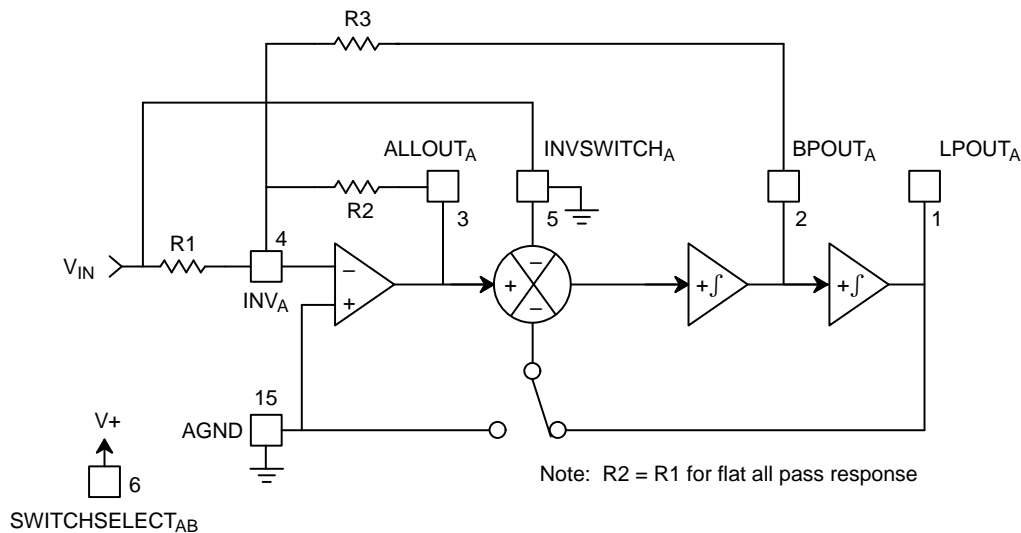 R3
ALLOUTA
INVSWITCHA
BPOUTA
LPOUTA
R2
3
5
2
1
VIN
R1
4
INVA
−
+
+
−
−
+∫
+∫
15
AGND
V+
6
SWITCHSELECTAB
Note: R2 = R1 for flat all pass response